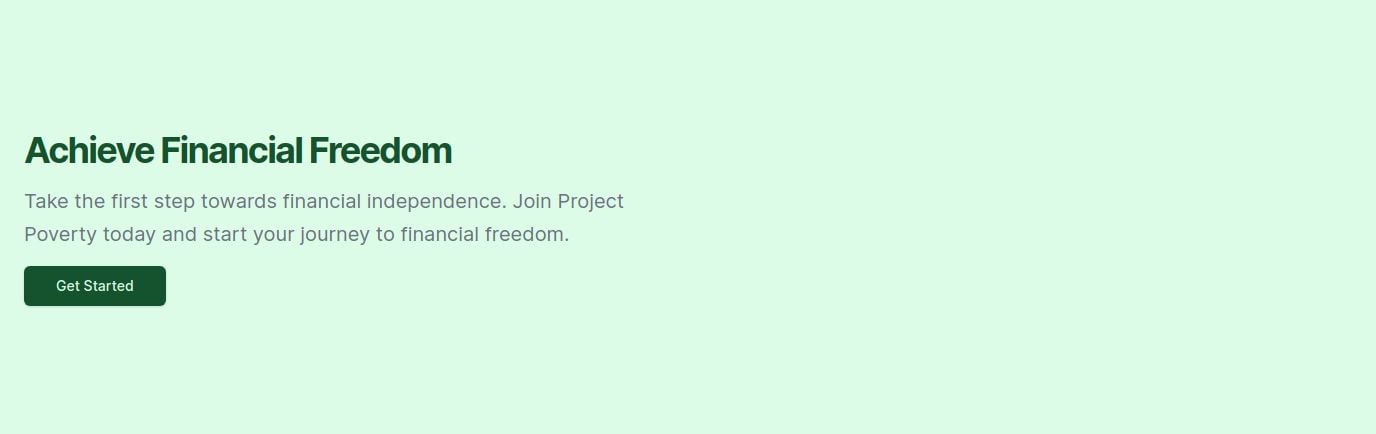 Achieve Financial Freedom
Take the first step towards financial independence. Join Project
Poverty today and start your journey to financial freedom.
Get Started